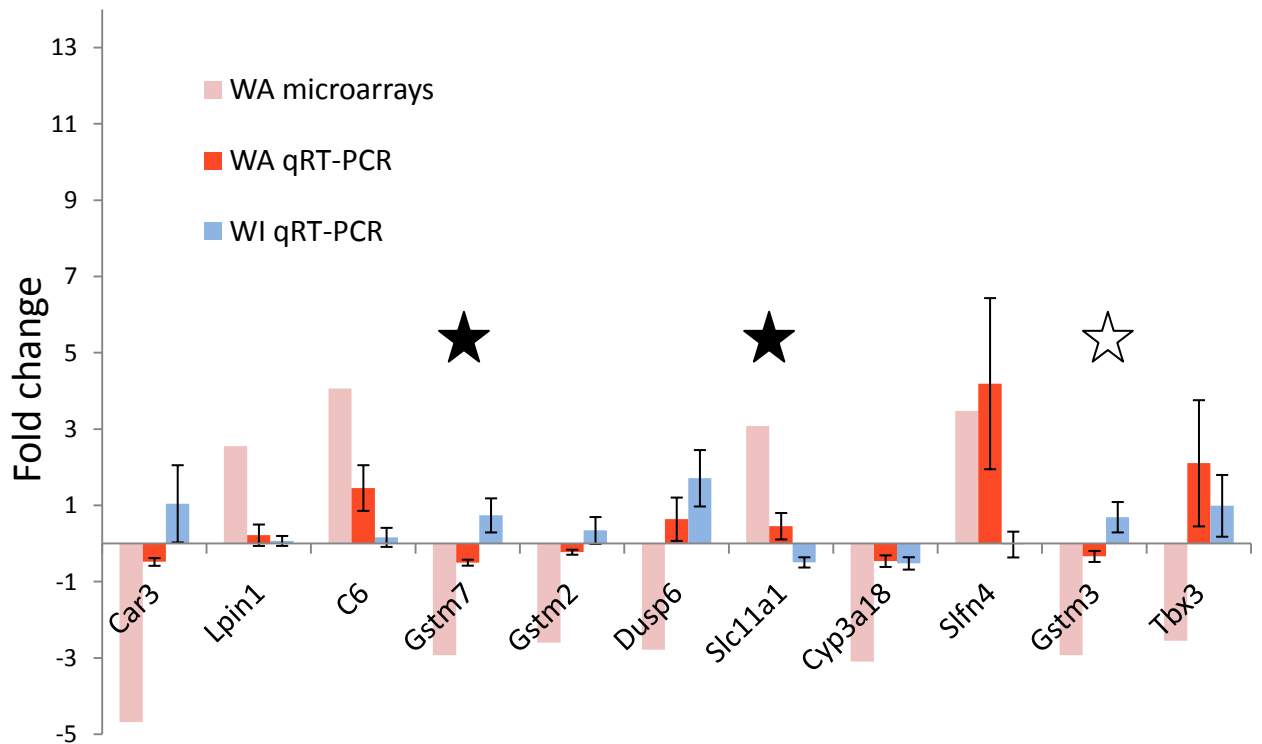 13
11
9
7
5
3
1
-1
-3
-5
Fold change
WA microarrays
WA qRT-PCR
WI qRT-PCR
Car3
Lpin1
C6
Gstm7
Gstm2
Dusp6
Slc11a1
Cyp3a18
Slfn4
Gstm3
Tbx3